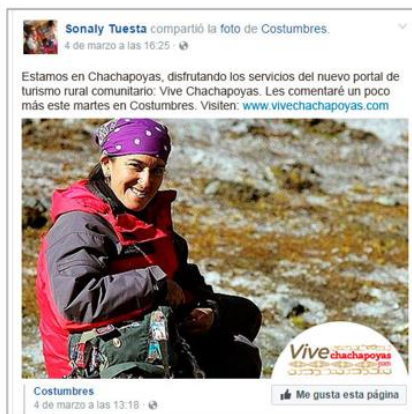 Sonaly Tuesta compartió la foto de Costumbres.
4 de marzo a las 16:25 ·
Estamos en Chachapoyas, disfrutando los servicios del nuevo portal de
turismo rural comunitario: Vive Chachapoyas. Les comentaré un poco
más este martes en Costumbres. Visiten: www.vivechachapoyas.com
Vive chachapoyas
.com
Costumbres
4 de marzo a las 13:18 ·
Me gusta esta página